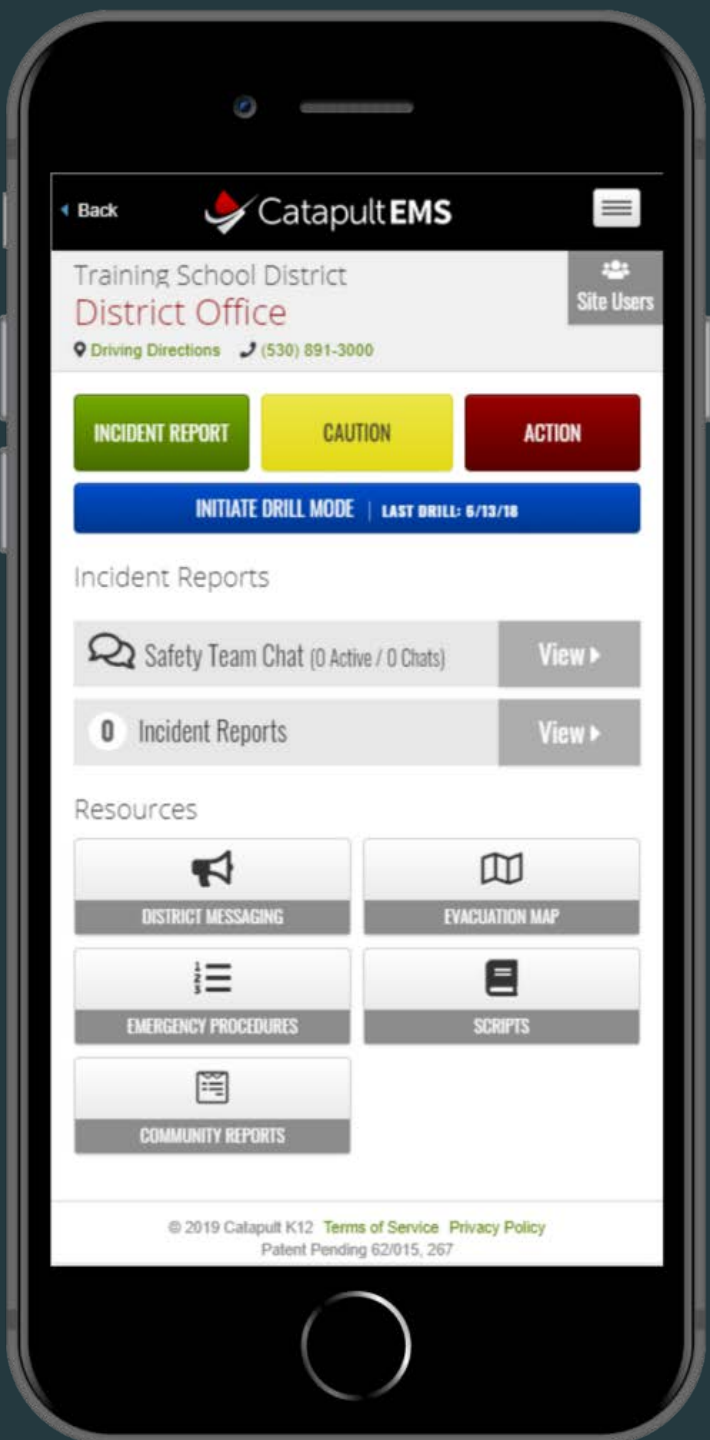 Back
CatapultEMS
Training School District
District Office
Site Users
Driving Directions (530) 891-3000
INCIDENT REPORT
CAUTION
ACTION
INITIATE DRILL MODE | LAST DRILL: 6/13/18
Incident Reports
Safety Team Chat (0 Active / 0 Chats)
View
0 Incident Reports
View
Resources
DISTRICT MESSAGING
EVACUATION MAP
1
2
3
EMERGENCY PROCEDURES
SCRIPTS
COMMUNITY REPORTS
© 2019 Catapult K12 Terms of Service Privacy Policy
Patent Pending 62/015, 267